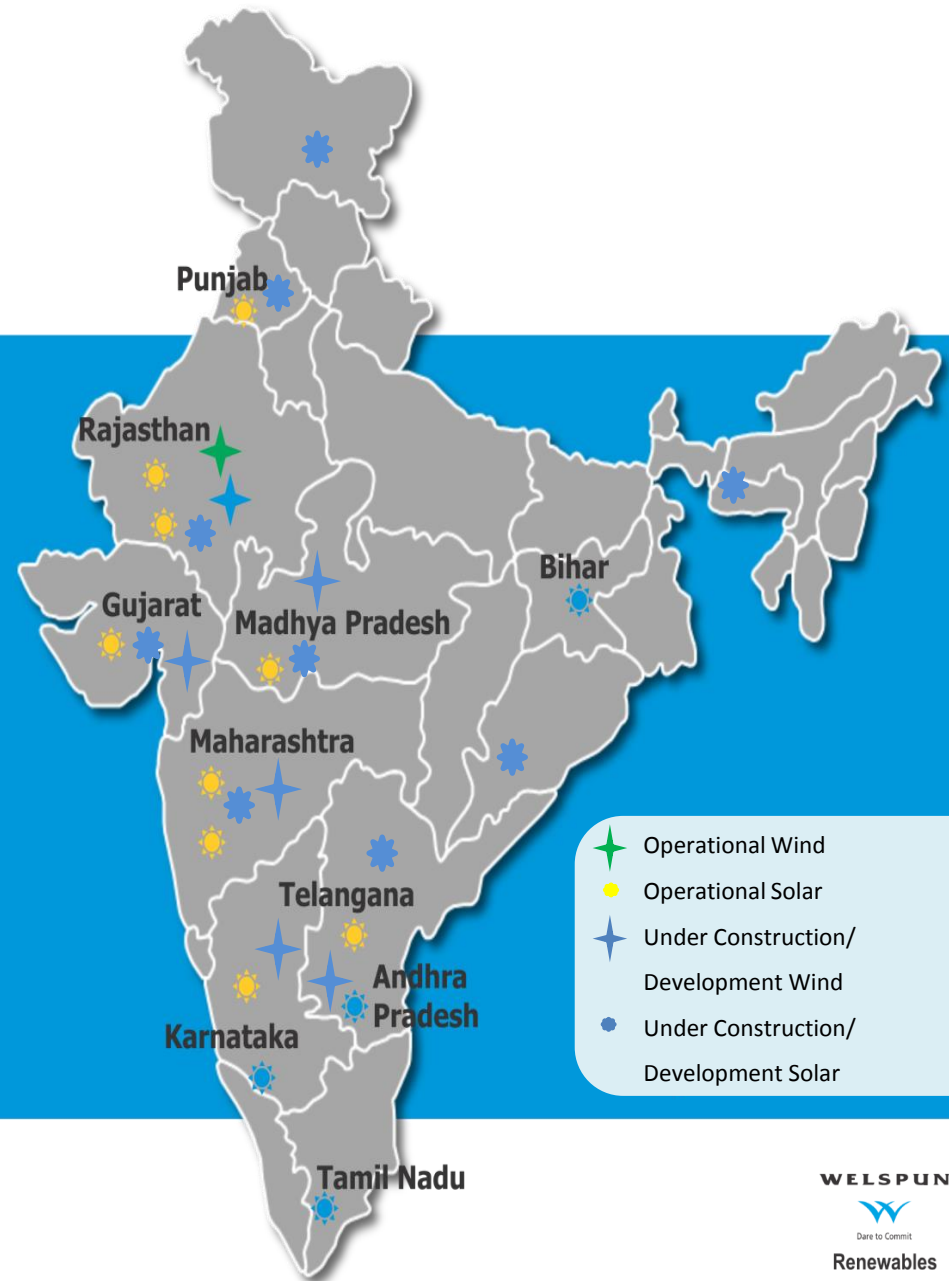 Punjab
Rajasthan
Bihar
Gujarat
Madhya Pradesh
Maharashtra
Telangana
Andhra
Pradesh
Karnataka
Tamil Nadu
Operational Wind
Operational Solar
Under Construction/
Development Wind
Under Construction/
Development Solar
WELSPUN
Dare to Commit
Renewables